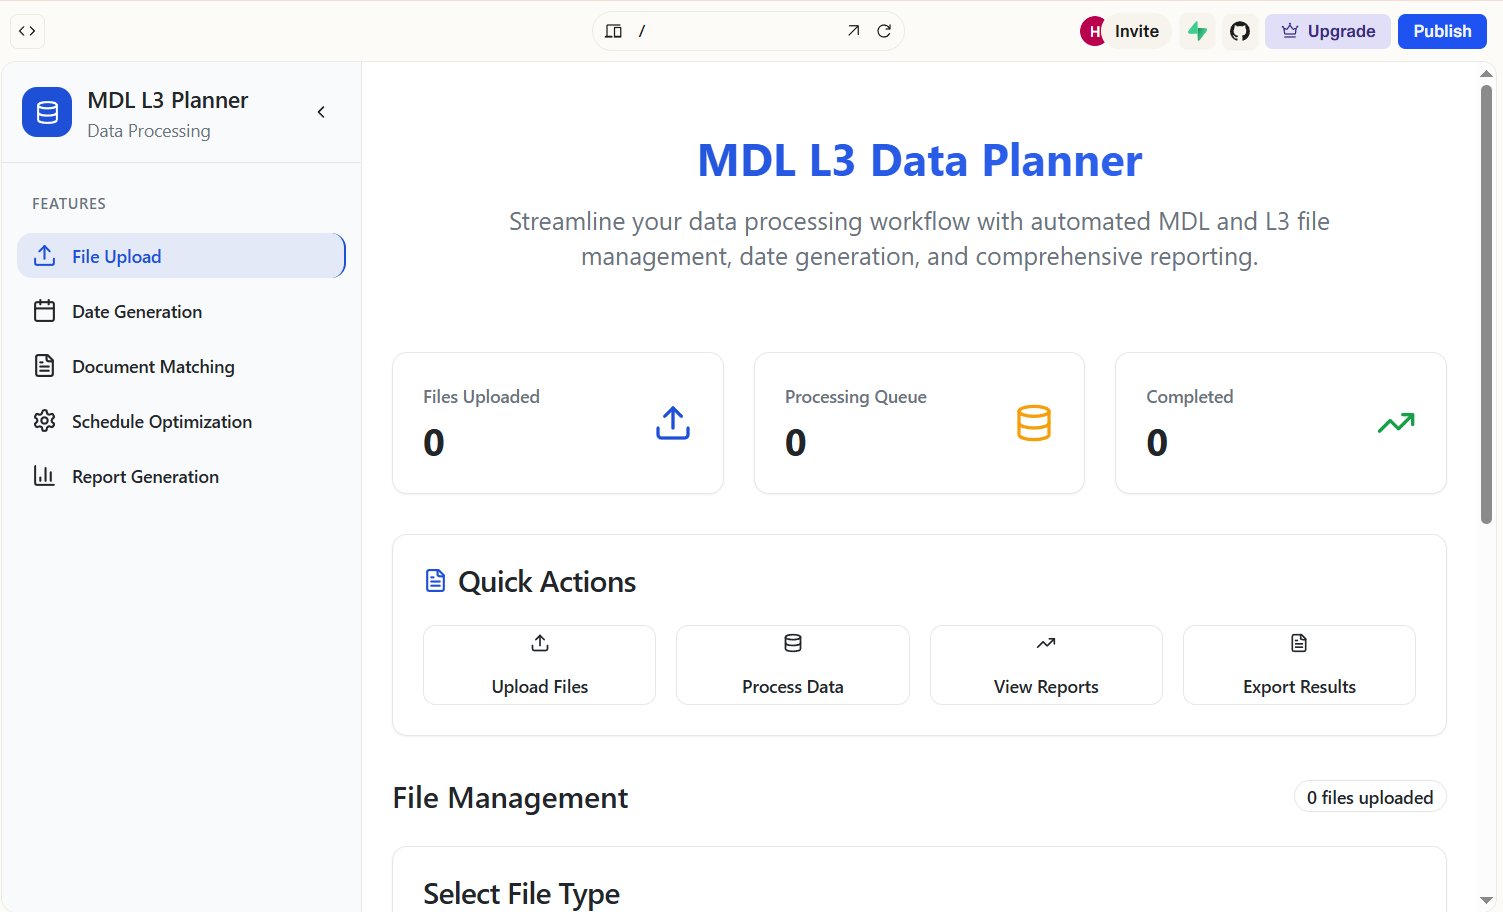 /
H
Invite
Upgrade
Publish
MDL L3 Planner
Data Processing
FEATURES
File Upload
Date Generation
Document Matching
Schedule Optimization
Report Generation
MDL L3 Data Planner
Streamline your data processing workflow with automated MDL and L3 file
management, date generation, and comprehensive reporting.
Files Uploaded
0
Processing Queue
0
Completed
0
Quick Actions
Upload Files
Process Data
View Reports
Export Results
File Management
0 files uploaded
Select File Type